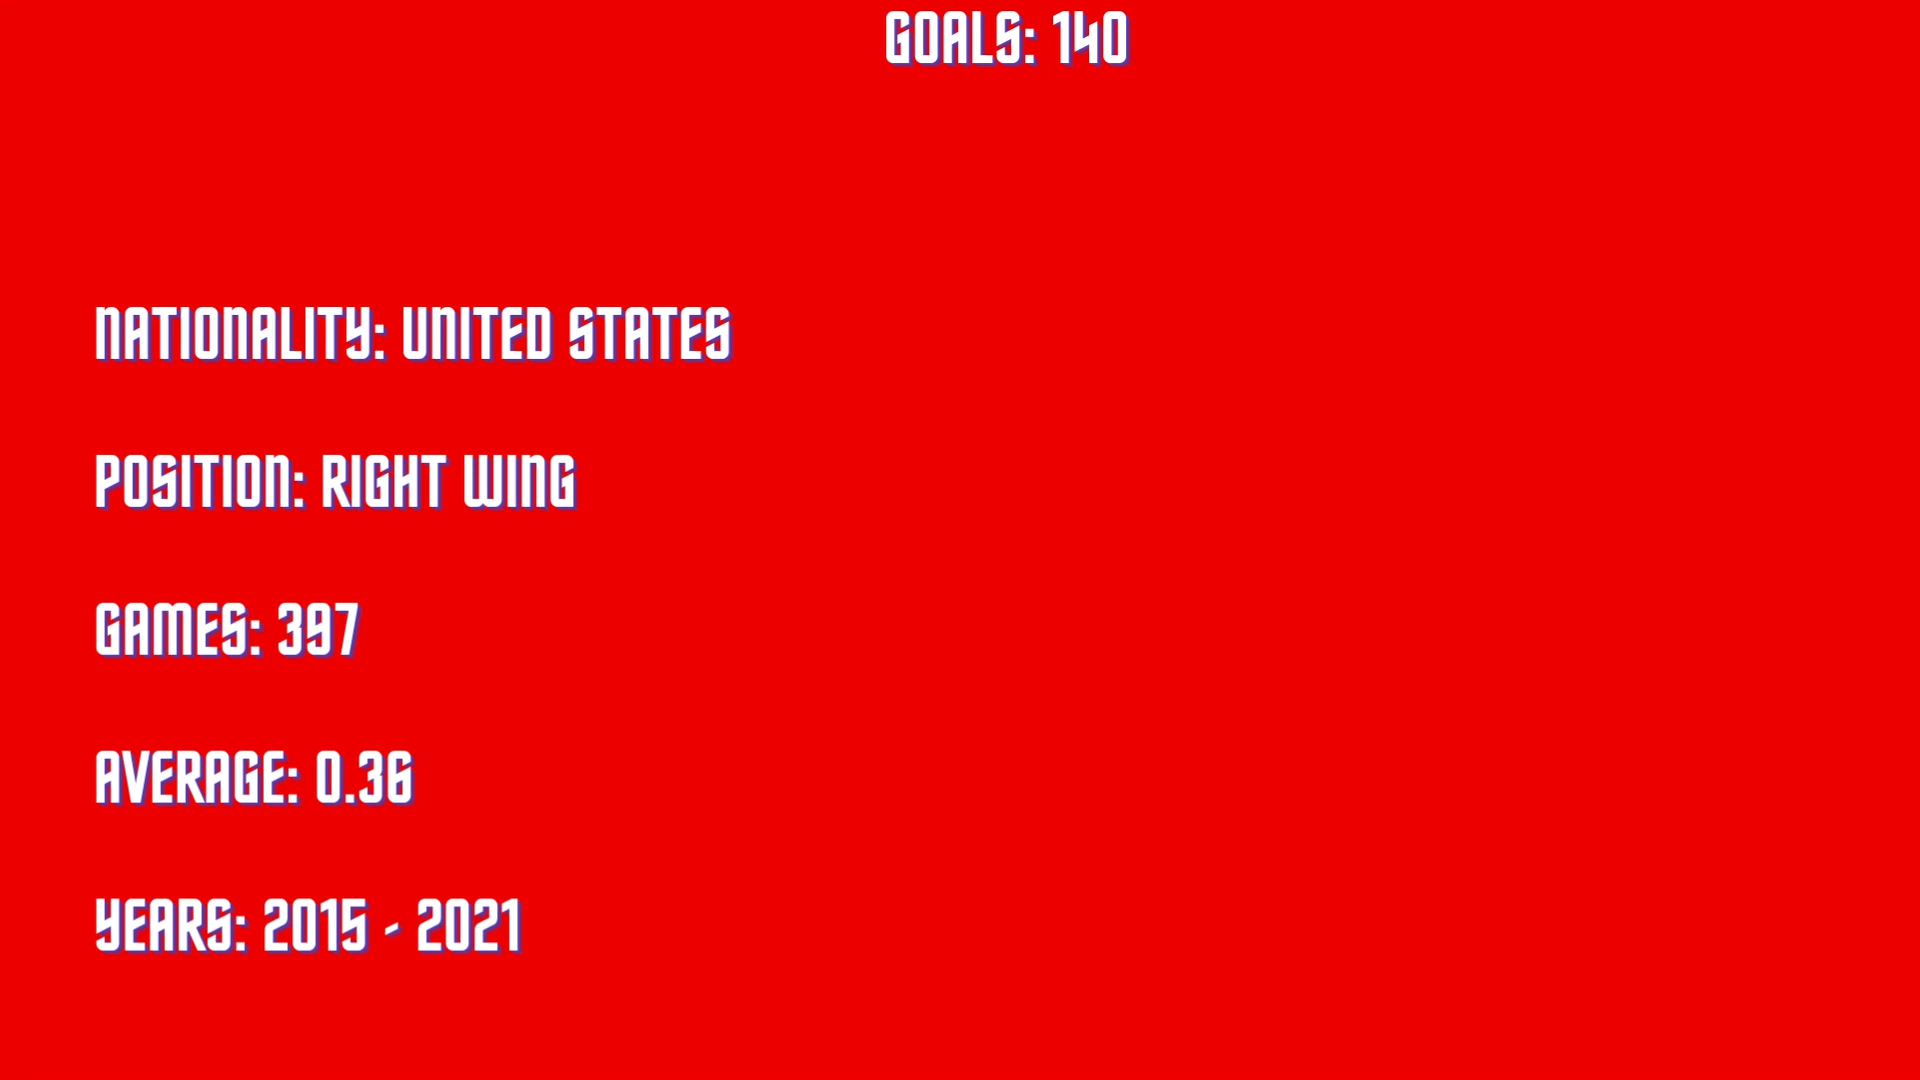 GOALS: 140
NATIONALITY: UNITED STATES
POSITION: RIGHT WING
GAMES: 397
AVERAGE: 0.36
YEARS: 2015 - 2021